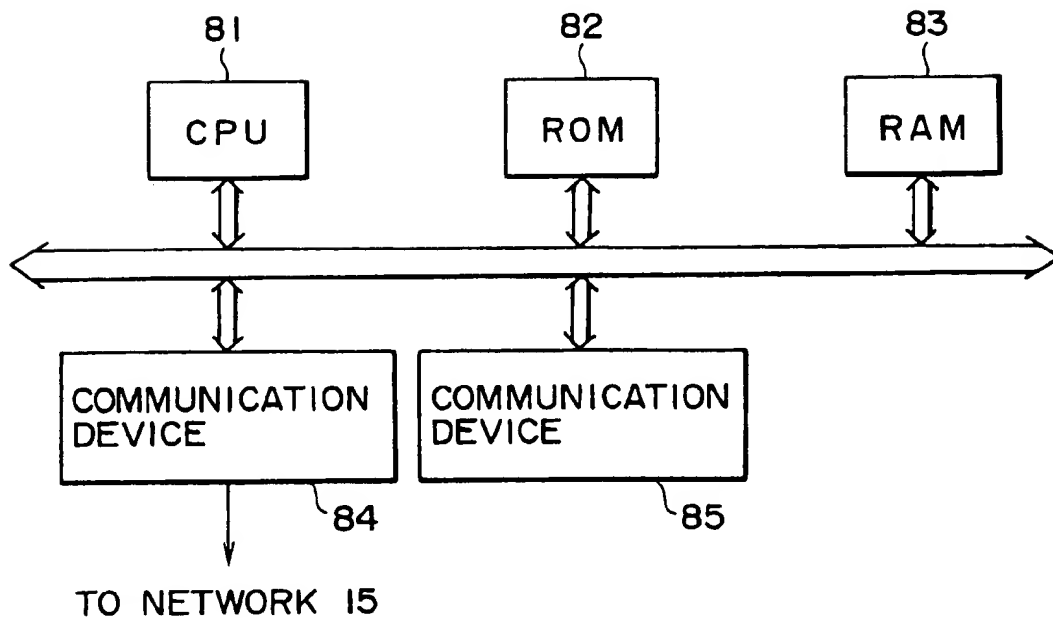 81
82
83
CPU
ROM
RAM
COMMUNICATION
DEVICE
COMMUNICATION
DEVICE
84
85
TO NETWORK 15